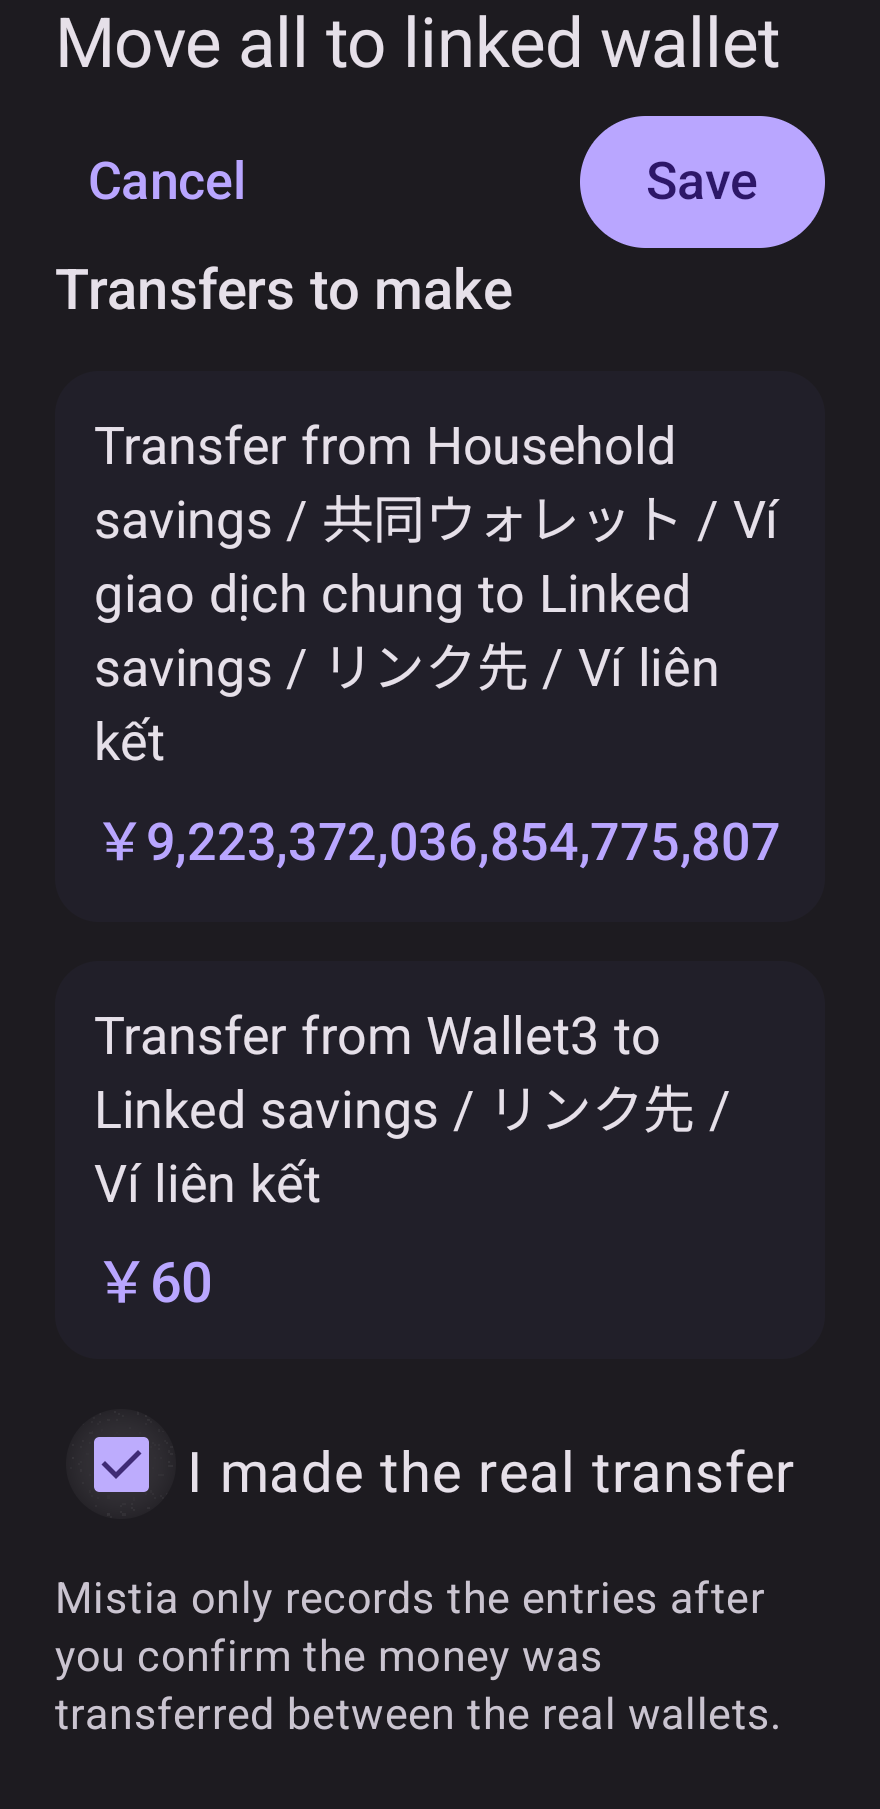 Move all to linked wallet
Cancel
Save
Transfers to make
Transfer from Household
savings / 共同ウォレット / Ví
giao dịch chung to Linked
savings / リンク先 / Ví liên
kết
¥9,223,372,036,854,775,807
Transfer from Wallet3 to
Linked savings / リンク先 /
Ví liên kết
¥60
I made the real transfer
Mistia only records the entries after
you confirm the money was
transferred between the real wallets.